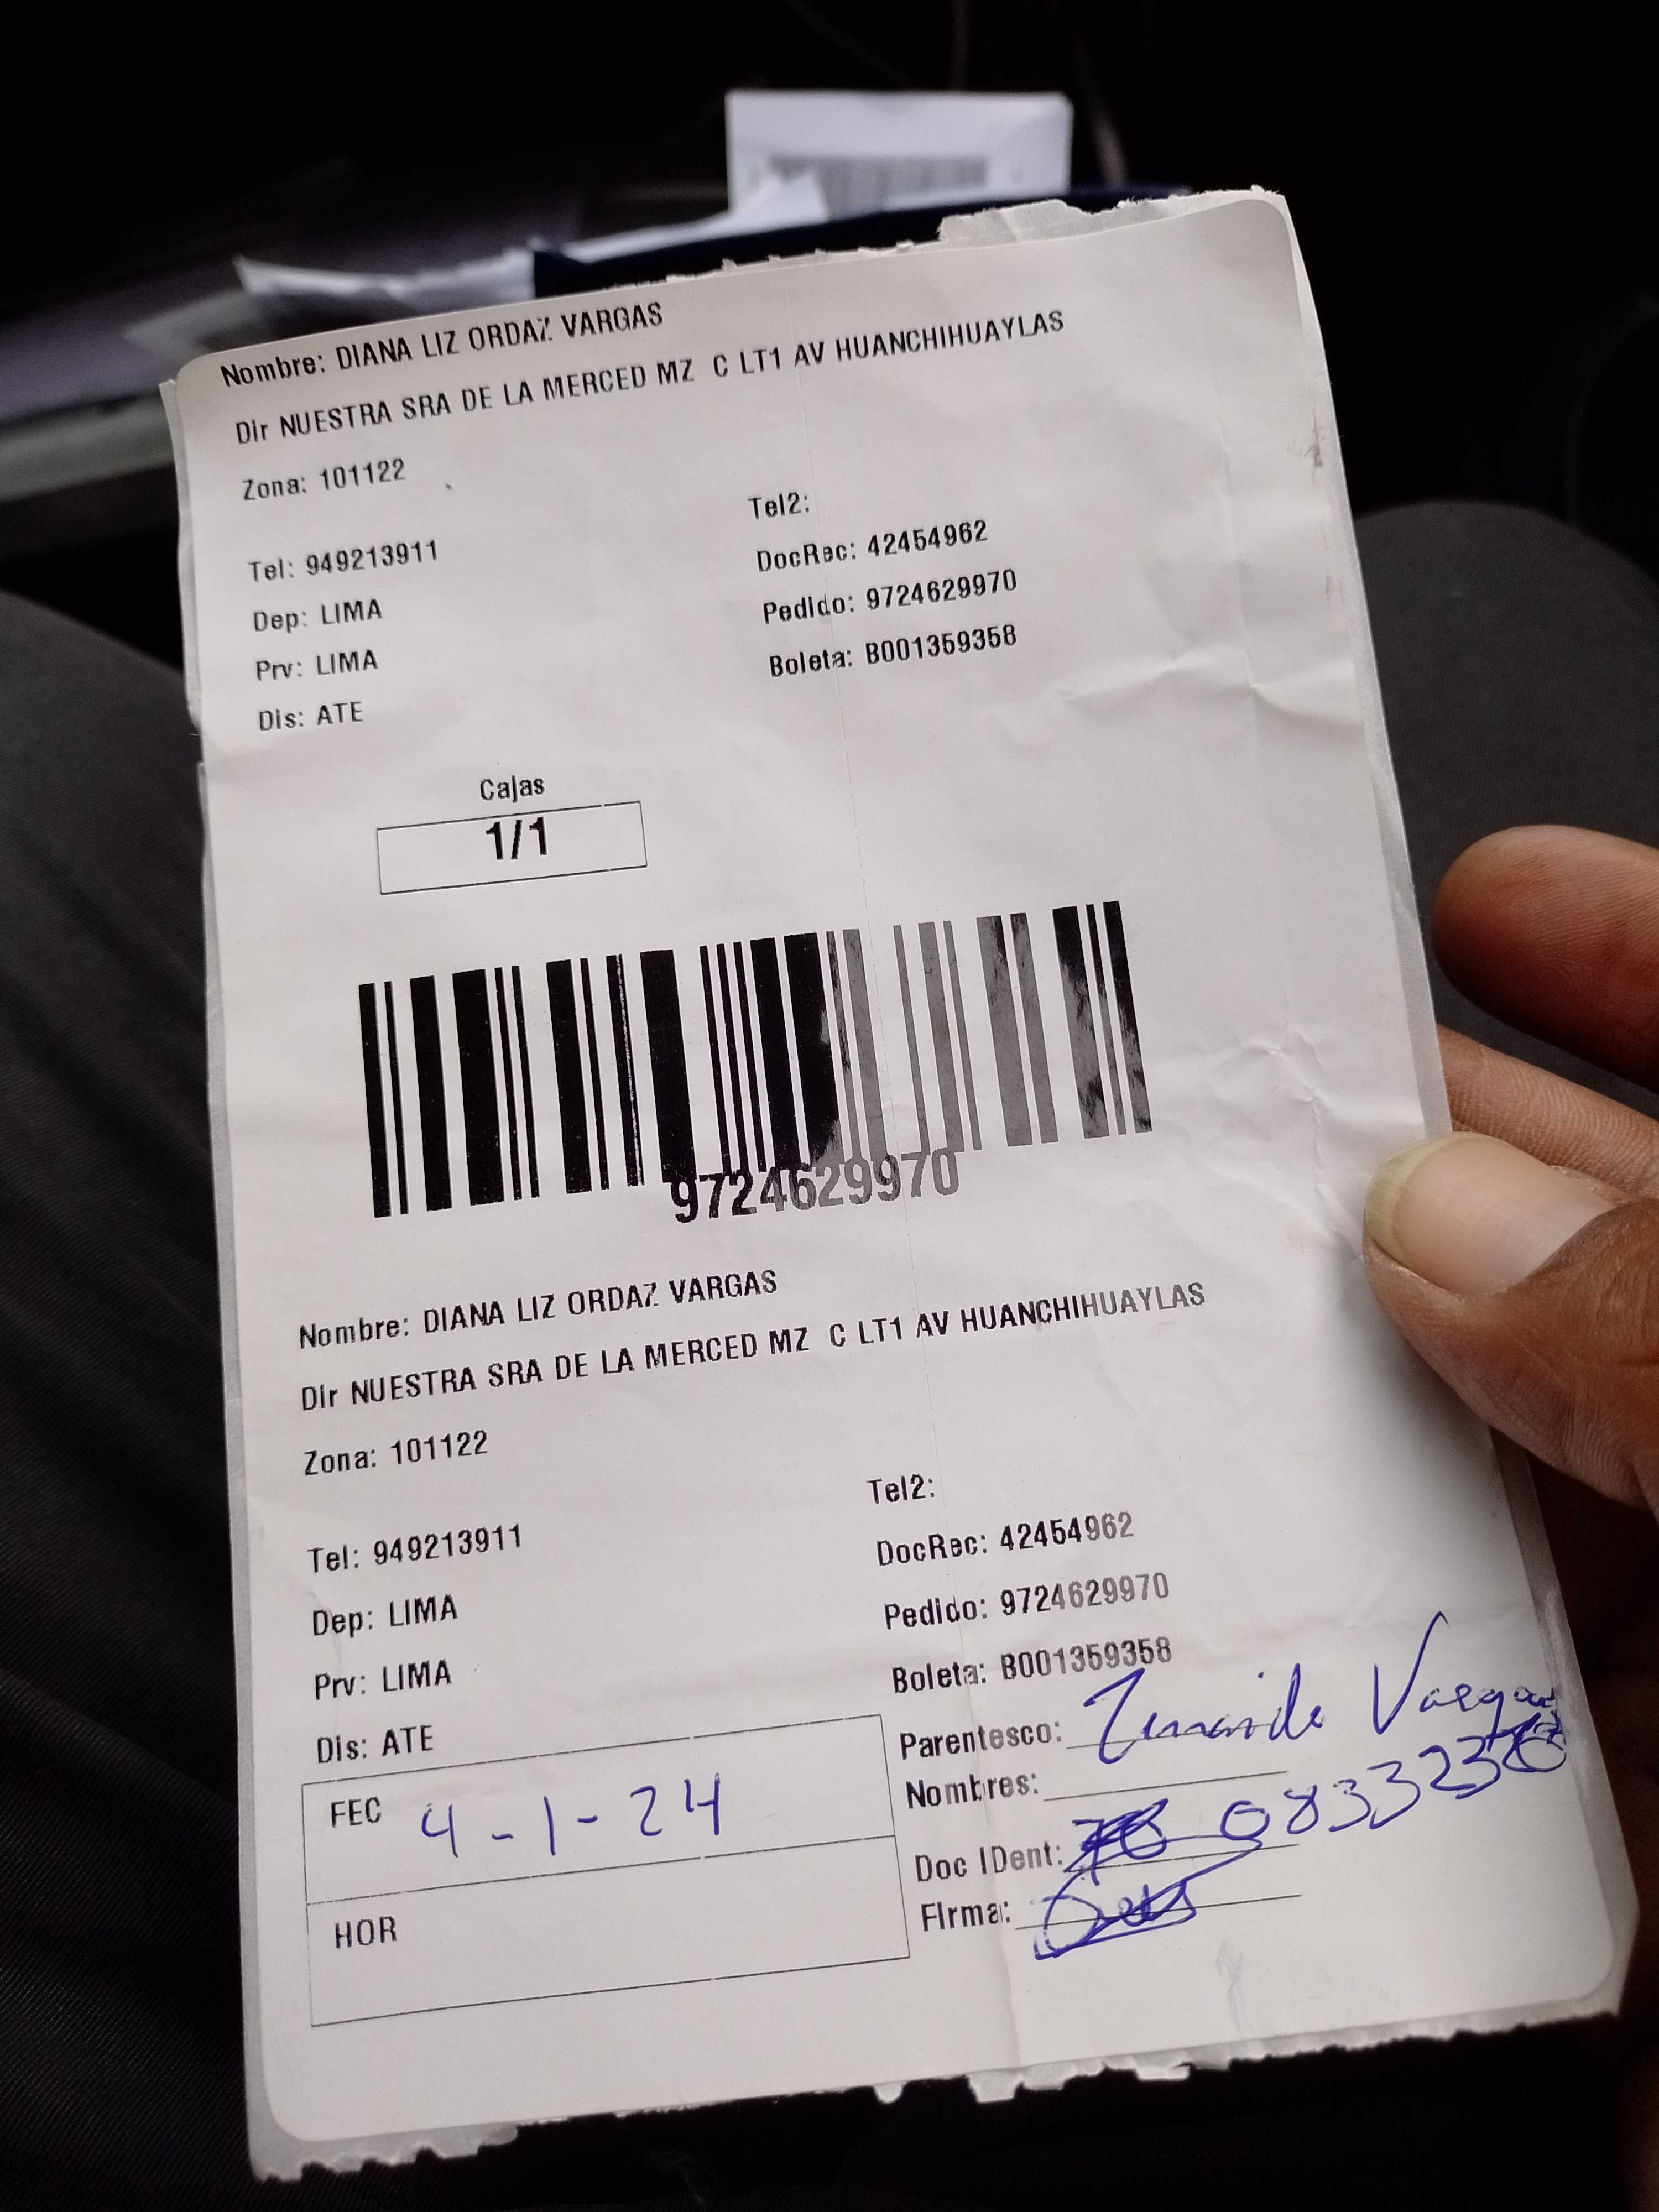 Nombre: DIANA LIZ ORDAZ VARGAS
Dir NUESTRA SRA DE LA MERCED MZ C LT1 AV HUANCHIHUAYLAS
Zona: 101122
Tel2:
Tel: 949213911
DocRec: 42454962
Dep: LIMA
Pedido: 9724629970
Prv: LIMA
Boleta: B001359358
Dis: ATE
Cajas
1/1
9724629970
Nombre: DIANA LIZ ORDAZ VARGAS
Dir NUESTRA SRA DE LA MERCED MZ C LT1 AV HUANCHIHUAYLAS
Zona: 101122
Tel2:
Tel: 949213911
DocRec: 42454962
Dep: LIMA
Pedido: 9724629970
Prv: LIMA
Boleta: B001359358
Dis: ATE
Parentesco: Vargas
Nombres:
FEC 4-1-24
Doc IDent:
Firma:
HOR